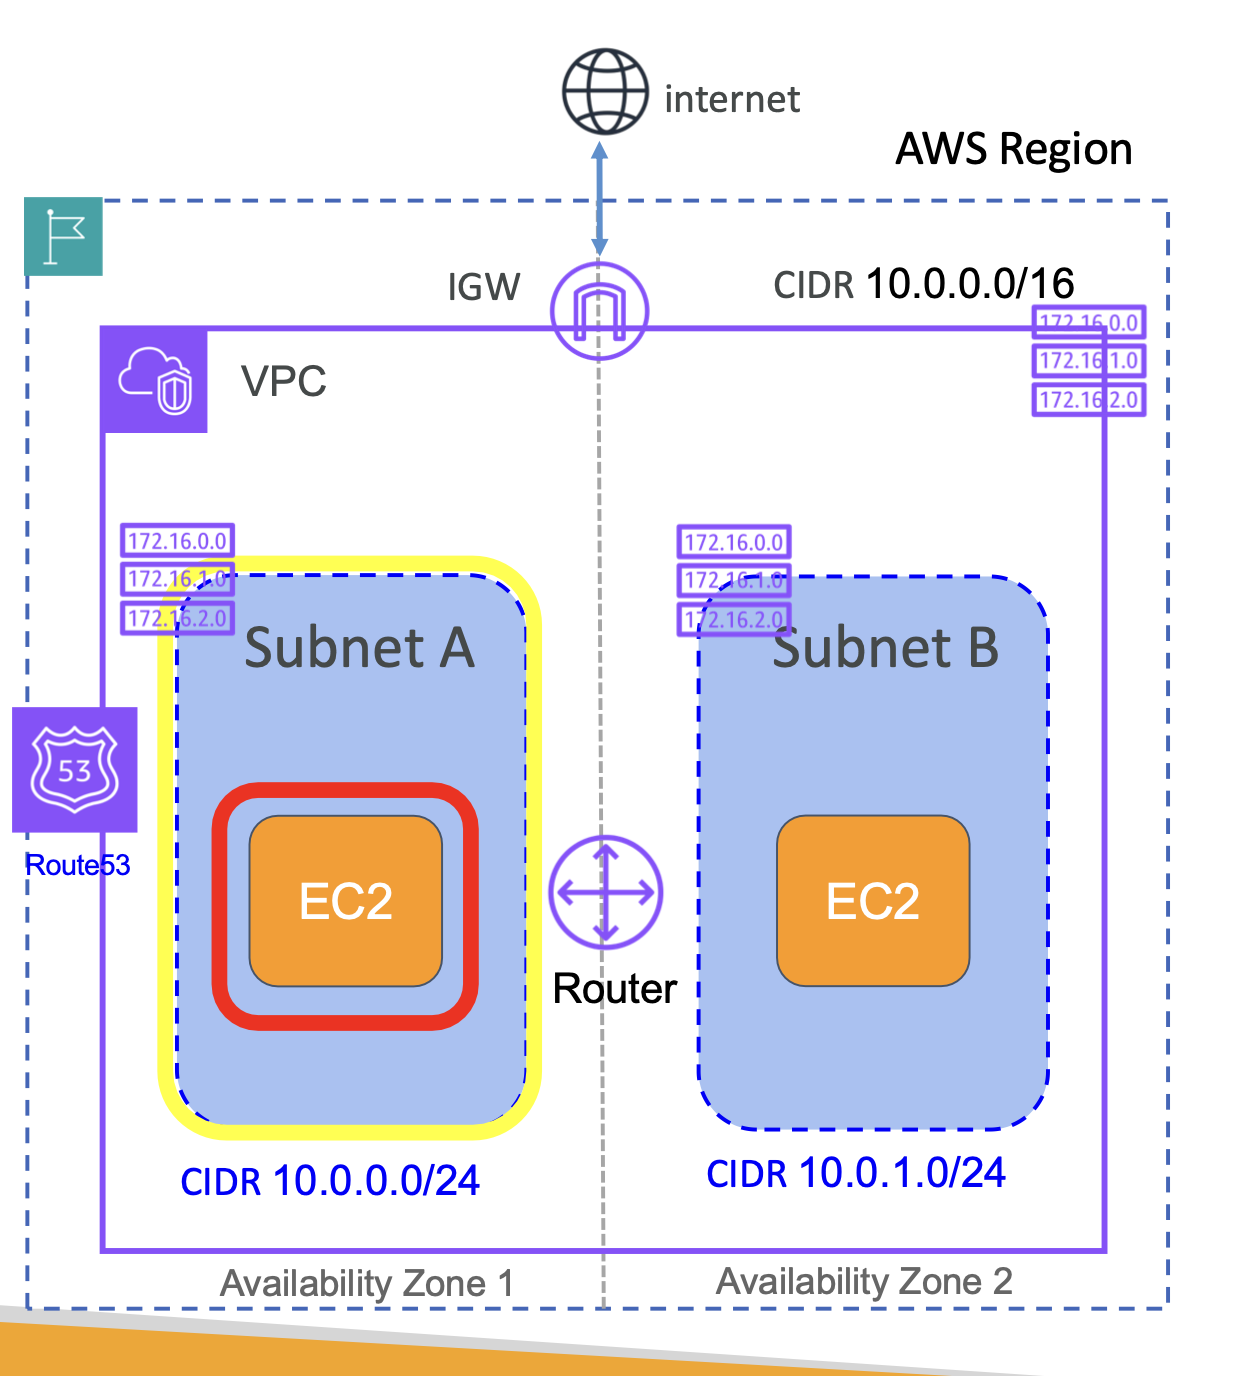 internet
AWS Region
IGW
CIDR 10.0.0.0/16
172.16.0.0
172.16.1.0
172.16.2.0
VPC
172.16.0.0
172.16.1.0
172.16.2.0
Subnet A
172.16.0.0
172.16.1.0
172.16.2.0
Subnet B
53
Route53
EC2
Router
EC2
CIDR 10.0.0.0/24
CIDR 10.0.1.0/24
Availability Zone 1
Availability Zone 2